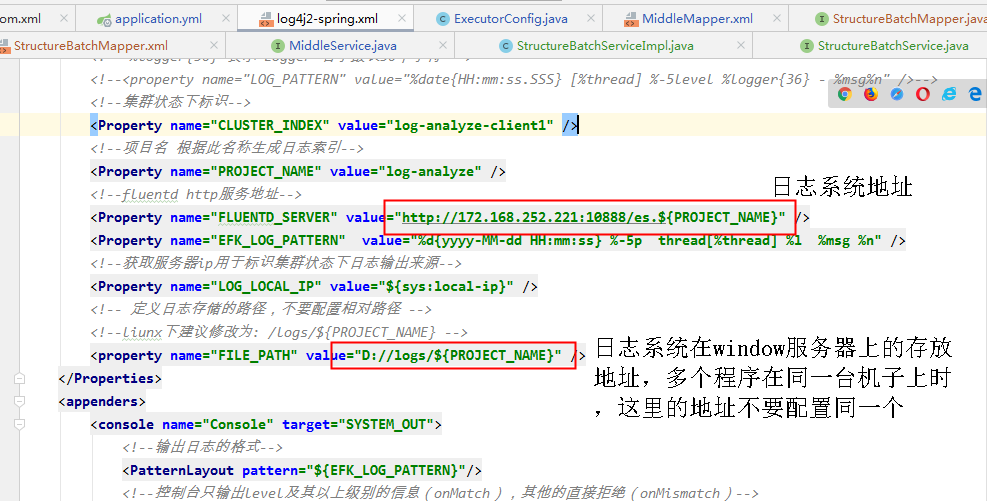 om.xml
application.yml
log4j2-spring.xml
ExecutorConfig.java
MiddleMapper.xml
StructureBatchMapper.java
StructureBatchMapper.xml
MiddleService.java
StructureBatchServiceImpl.java
StructureBatchService.java
<!--<property name="LOG_PATTERN" value="%date{HH:mm:ss.SSS} [%thread] %-5level %logger{36} - %msg%n" />-->
<!--集群状态下标识-->
<Property name="CLUSTER_INDEX" value="log-analyze-client1" />
<!--项目名 根据此名称生成日志索引-->
<Property name="PROJECT_NAME" value="log-analyze" />
日志系统地址
<!--fluentd http服务地址-->
<Property name="FLUENTD_SERVER" value="http://172.168.252.221:10888/es.${PROJECT_NAME}" />
<Property name="EFK_LOG_PATTERN"  value="%d{yyyy-MM-dd HH:mm:ss} %-5p  thread[%thread] %l  %msg %n" />
<!--获取服务器ip用于标识集群状态下日志输出来源-->
<Property name="LOG_LOCAL_IP" value="${sys:local-ip}" />
<!-- 定义日志存储的路径，不要配置相对路径 -->
<!--liunx下建议修改为: /logs/${PROJECT_NAME} -->
<property name="FILE_PATH" value="D://logs/${PROJECT_NAME}" />
日志系统在window服务器上的存放
地址，多个程序在同一台机子上时
，这里的地址不要配置同一个
</Properties>
<appenders>
<console name="Console" target="SYSTEM_OUT">
<!--输出日志的格式-->
<PatternLayout pattern="${EFK_LOG_PATTERN}"/>
<!--控制台只输出level及其以上级别的信息（onMatch），其他的直接拒绝（onMismatch）-->